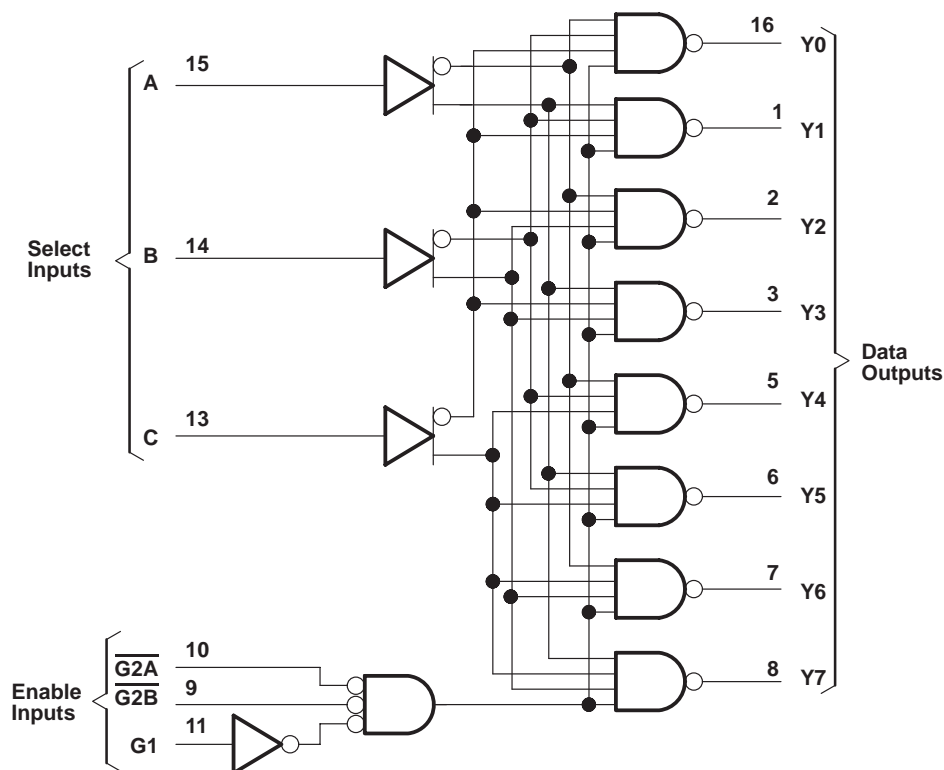 16
Y0
15
A
1
Y1
2
Y2
Select
Inputs
14
B
3
Y3
Data
Outputs
5
Y4
13
C
6
Y5
7
Y6
10
G2A
8
Y7
Enable
Inputs
9
G2B
11
G1